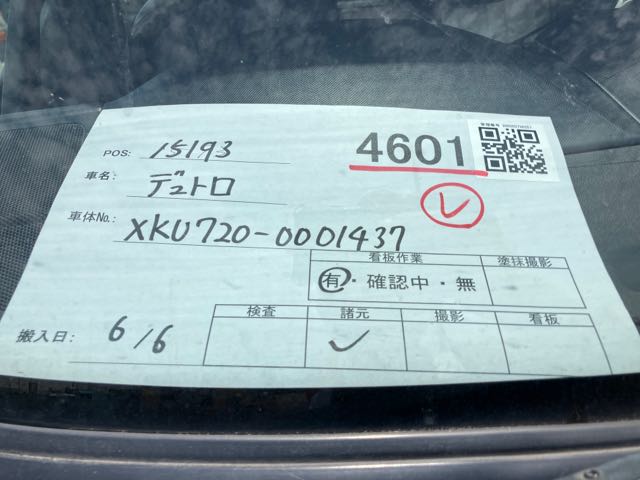 POS: 15193
4601
車名: デュトロ
レ
車体No.: XKU720-0001437
看板作業 塗抹撮影
有・確認中・無
検査 諸元 撮影 看板
搬入日: 6/6 ✓